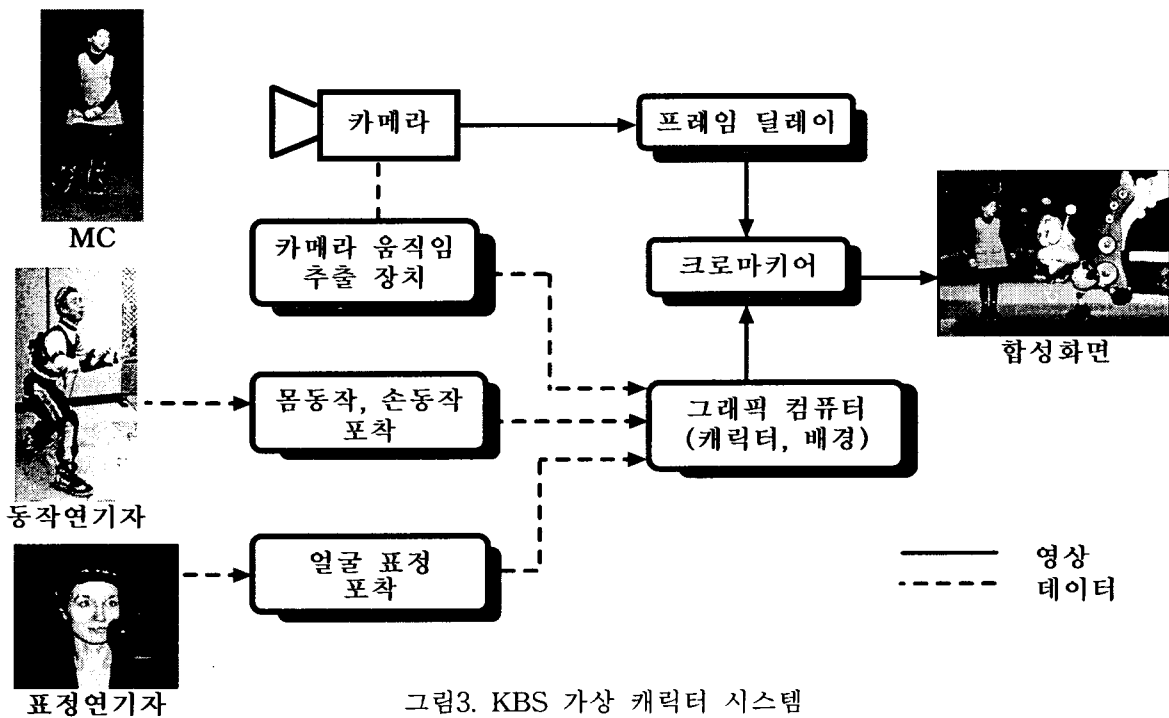 MC
카메라
프레임 딜레이
카메라 움직임
추출 장치
크로마키어
합성화면
동작연기자
몸동작, 손동작
포착
그래픽 컴퓨터
(캐릭터, 배경)
표정연기자
얼굴 표정
포착
영상
데이터
그림3. KBS 가상 캐릭터 시스템